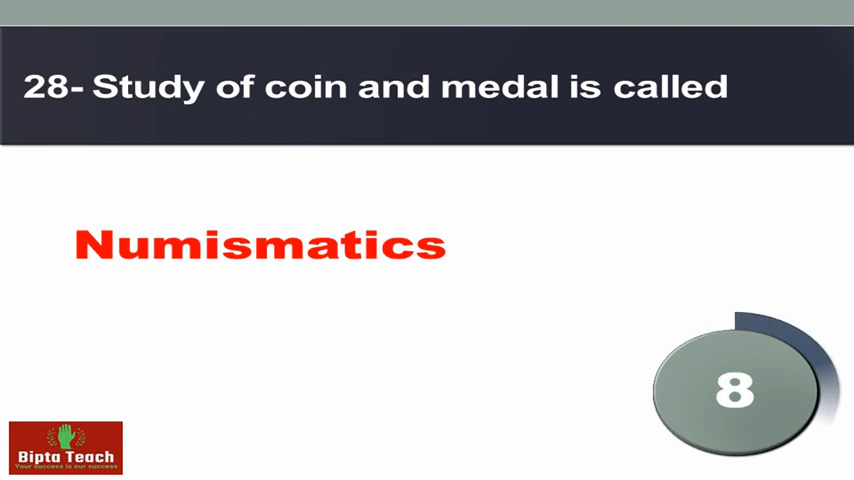 28- Study of coin and medal is called
Numismatics
8
Bipta Teach
Your success is our success